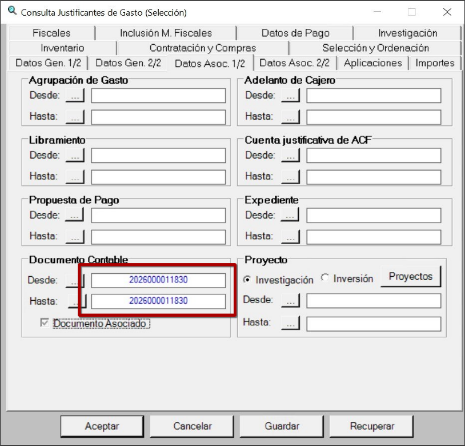 Consulta Justificantes de Gasto (Selección)
Fiscales Inclusión M. Fiscales Datos de Pago Investigación
Inventario Contratación y Compras Selección y Ordenación
Datos Gen. 1/2 Datos Gen. 2/2 Datos Asoc. 1/2 Datos Asoc. 2/2 Aplicaciones Importes
Agrupación de Gasto Adelanto de Cajero
Desde: ... Desde: ...
Hasta: ... Hasta: ...
Libramiento Cuenta justificativa de ACF
Desde: ... Desde: ...
Hasta: ... Hasta: ...
Propuesta de Pago Expediente
Desde: ... Desde: ...
Hasta: ... Hasta: ...
Documento Contable Proyecto
Desde: ... 2026000011830 Investigación Inversión Proyectos
Hasta: ... 2026000011830 Desde: ...
Documento Asociado Hasta: ...
Aceptar Cancelar Guardar Recuperar